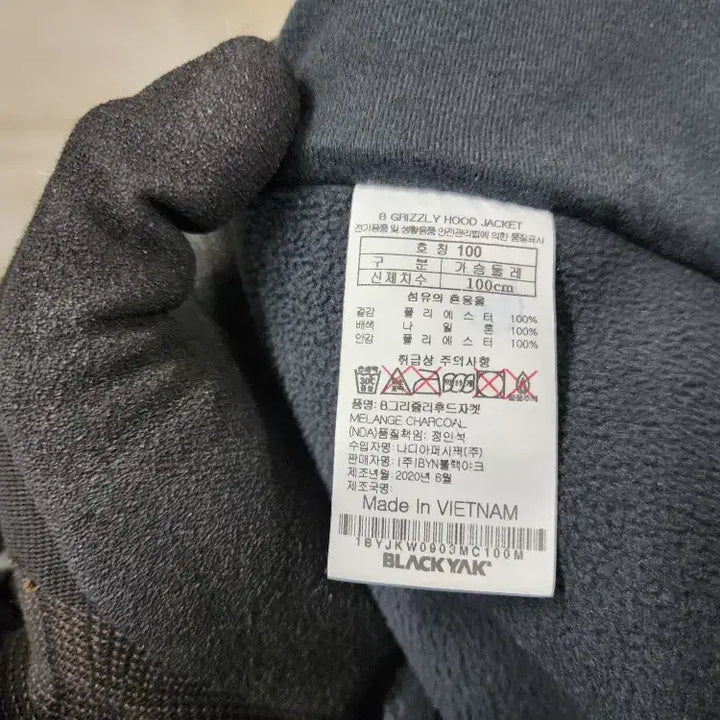 B GRIZZLY HOOD JACKET
전기용품 및 생활용품 안전관리법에 의한 품질표시
호 칭 100
구 분 가슴둘레
신체치수 100cm
섬유의 혼용율
겉감 폴 리 에 스 터 100%
배색 나 일 론 100%
안감 폴 리 에 스 터 100%
취급상 주의사항
손세탁
30℃
중성
품명: B그리즐리후드자켓
MELANGE CHARCOAL
(NDA)품질책임: 정인석
수입자명: 나디아퍼시픽(주)
판매자명: (주)BYN블랙야크
제조년월 2020년 6월
제조국명:
Made In VIETNAM
1BYJKW0903MC100M
BLACKYAK